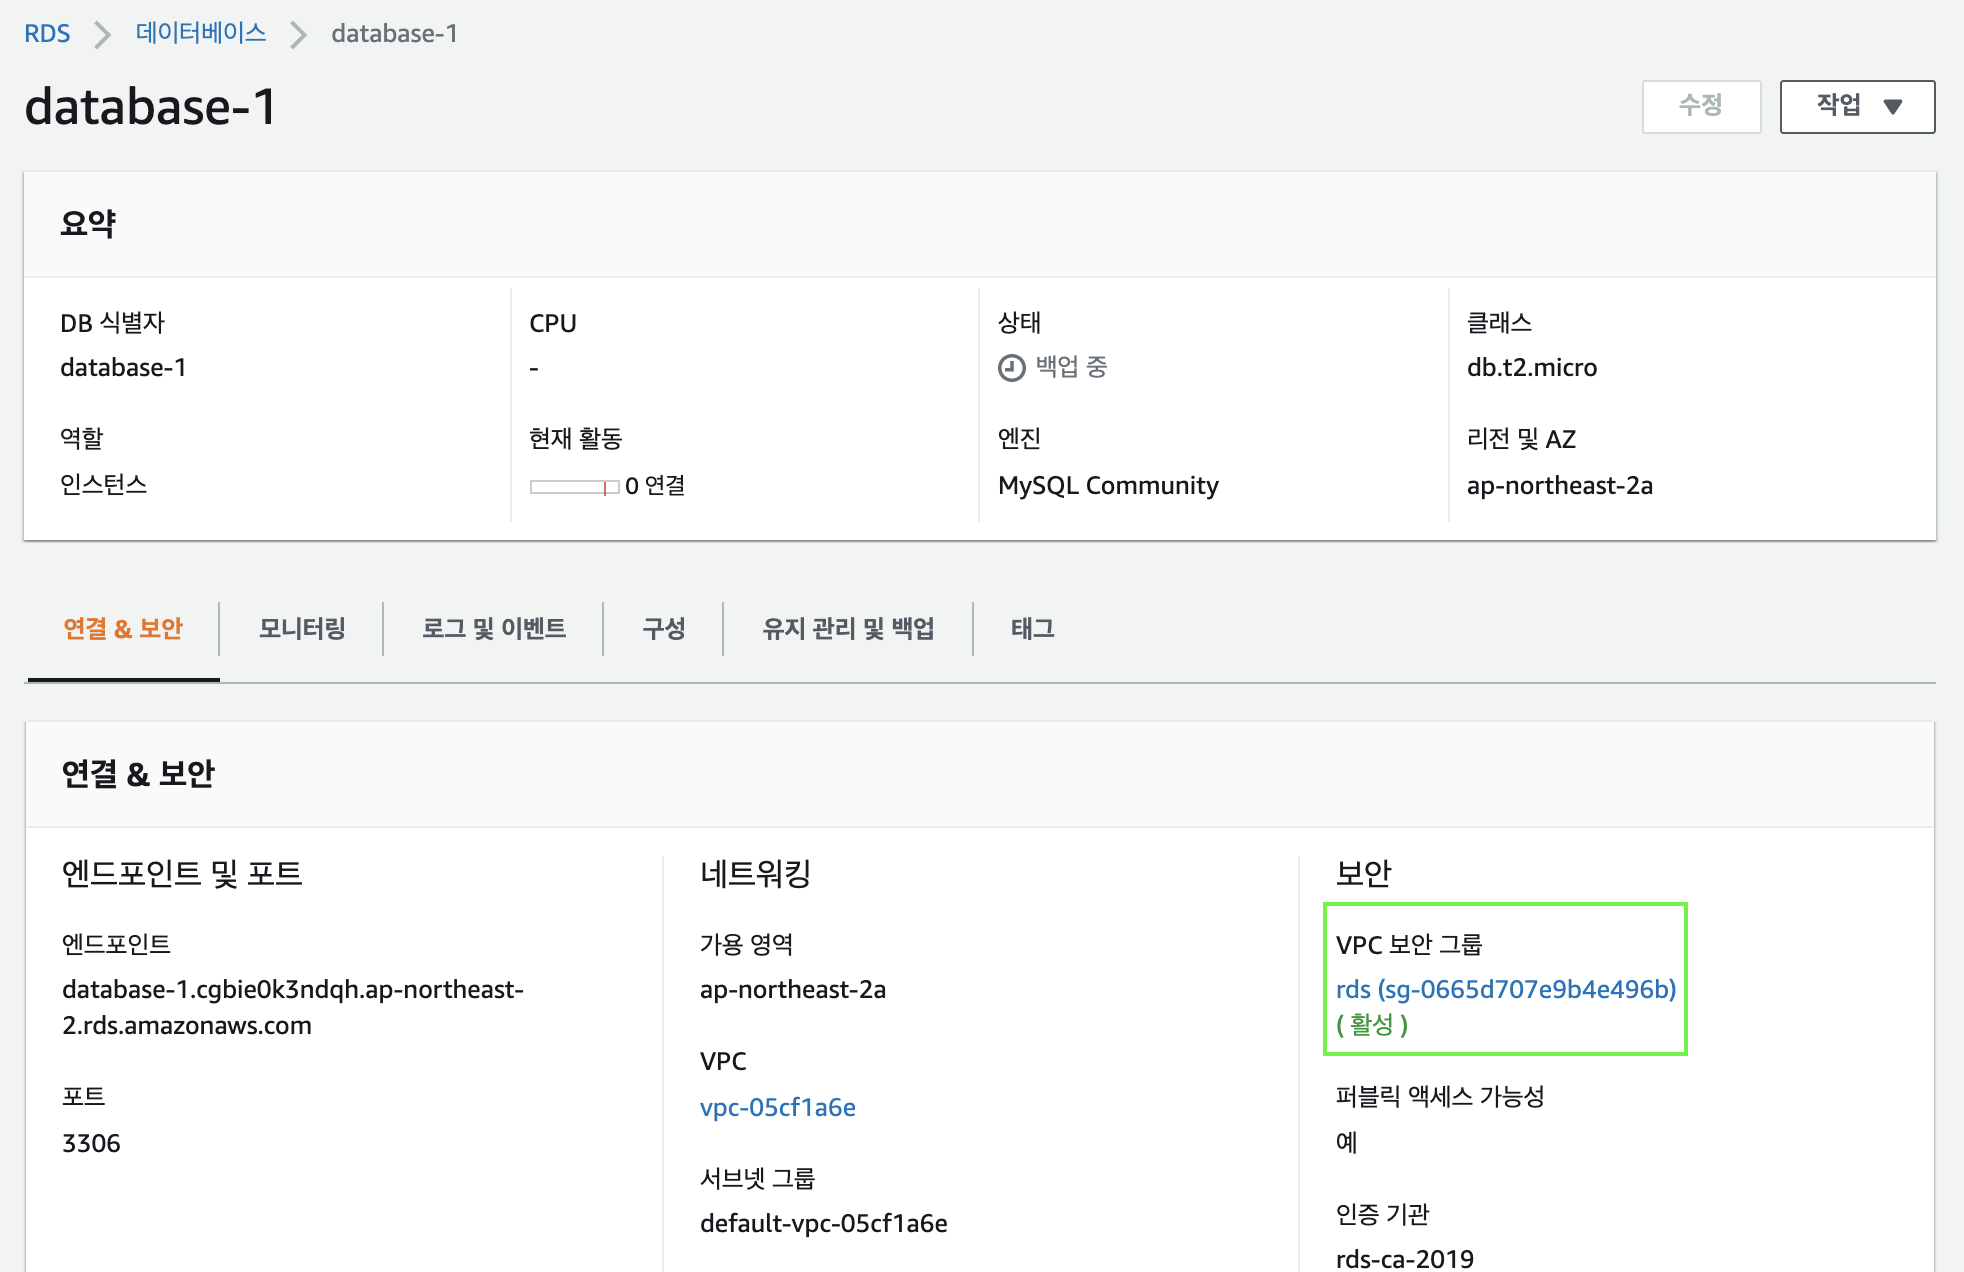 RDS
데이터베이스
database-1
database-1
수정
작업
요약
DB 식별자
database-1
CPU
-
상태
백업 중
클래스
db.t2.micro
역할
인스턴스
현재 활동
0 연결
엔진
MySQL Community
리전 및 AZ
ap-northeast-2a
연결 & 보안
모니터링
로그 및 이벤트
구성
유지 관리 및 백업
태그
연결 & 보안
엔드포인트 및 포트
엔드포인트
database-1.cgbie0k3ndqh.ap-northeast-
2.rds.amazonaws.com
포트
3306
네트워킹
가용 영역
ap-northeast-2a
VPC
vpc-05cf1a6e
서브넷 그룹
default-vpc-05cf1a6e
보안
VPC 보안 그룹
rds (sg-0665d707e9b4e496b)
( 활성 )
퍼블릭 액세스 가능성
예
인증 기관
rds-ca-2019